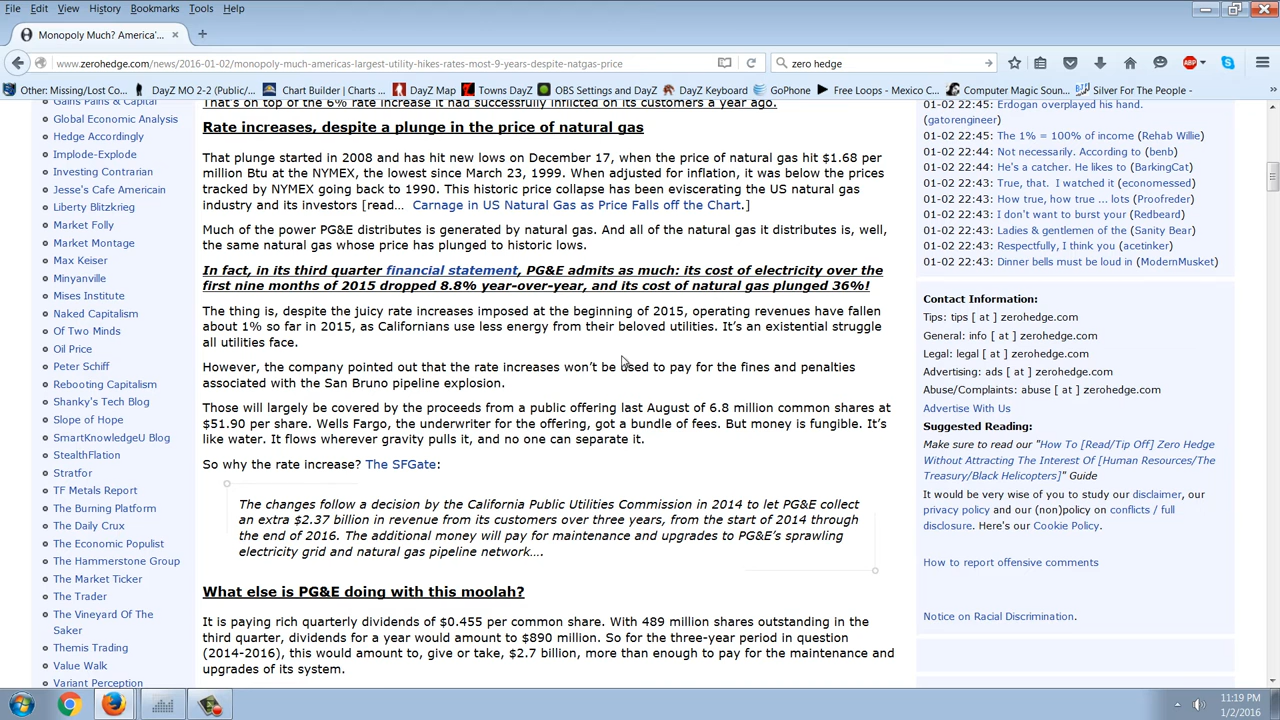 File Edit View History Bookmarks Tools Help
Monopoly Much? America'...
www.zerohedge.com/news/2016-01-02/monopoly-much-americas-largest-utility-hikes-rates-most-9-years-despite-natgas-price
zero hedge
Other: Missing/Lost Co... DayZ MO 2-2 (Public/... Chart Builder | Charts ... DayZ Map Towns DayZ OBS Settings and DayZ DayZ Keyboard GoPhone Free Loops - Mexico C... Computer Magic Soun... Silver For The People -...
Gains Pains & Capital
Global Economic Analysis
Hedge Accordingly
Implode-Explode
Investing Contrarian
Jesse's Cafe American
Liberty Blitzkrieg
Market Folly
Market Montage
Max Keiser
Minyanville
Mises Institute
Naked Capitalism
Of Two Minds
Oil Price
Peter Schiff
Rebooting Capitalism
Shanky's Tech Blog
Slope of Hope
SmartKnowledgeU Blog
StealthFlation
Stratfor
TF Metals Report
The Burning Platform
The Daily Crux
The Economic Populist
The Hammerstone Group
The Market Ticker
The Trader
The Vineyard Of The
Saker
Themis Trading
Value Walk
Variant Perception
That's on top of the 6% rate increase it had successfully inflicted on its customers a year ago.
Rate increases, despite a plunge in the price of natural gas
That plunge started in 2008 and has hit new lows on December 17, when the price of natural gas hit $1.68 per
million Btu at the NYMEX, the lowest since March 23, 1999. When adjusted for inflation, it was below the prices
tracked by NYMEX going back to 1990. This historic price collapse has been eviscerating the US natural gas
industry and its investors [read... Carnage in US Natural Gas as Price Falls off the Chart.]
Much of the power PG&E distributes is generated by natural gas. And all of the natural gas it distributes is, well,
the same natural gas whose price has plunged to historic lows.
In fact, in its third quarter financial statement, PG&E admits as much: its cost of electricity over the
first nine months of 2015 dropped 8.8% year-over-year, and its cost of natural gas plunged 36%!
The thing is, despite the juicy rate increases imposed at the beginning of 2015, operating revenues have fallen
about 1% so far in 2015, as Californians use less energy from their beloved utilities. It's an existential struggle
all utilities face.
However, the company pointed out that the rate increases won't be used to pay for the fines and penalties
associated with the San Bruno pipeline explosion.
Those will largely be covered by the proceeds from a public offering last August of 6.8 million common shares at
$51.90 per share. Wells Fargo, the underwriter for the offering, got a bundle of fees. But money is fungible. It's
like water. It flows wherever gravity pulls it, and no one can separate it.
So why the rate increase? The SFGate:
The changes follow a decision by the California Public Utilities Commission in 2014 to let PG&E collect
an extra $2.37 billion in revenue from its customers over three years, from the start of 2014 through
the end of 2016. The additional money will pay for maintenance and upgrades to PG&E's sprawling
electricity grid and natural gas pipeline network....
What else is PG&E doing with this moolah?
It is paying rich quarterly dividends of $0.455 per common share. With 489 million shares outstanding in the
third quarter, dividends for a year would amount to $890 million. So for the three-year period in question
(2014-2016), this would amount to, give or take, $2.7 billion, more than enough to pay for the maintenance and
upgrades of its system.
01-02 22:45: Erdogan overplayed his hand.
(gatorengineer)
01-02 22:45: The 1% = 100% of income (Rehab Willie)
01-02 22:45: Not necessarily. According to (benb)
01-02 22:44: He's a catcher. He likes to (BarkingCat)
01-02 22:44: True, that. I watched it (economessed)
01-02 22:44: How true, how true ... lots (Proofreder)
01-02 22:43: I don't want to burst your (Redbeard)
01-02 22:43: Ladies & gentlemen of the (Sanity Bear)
01-02 22:43: Respectfully, I think you (acetinker)
01-02 22:43: Dinner bells must be loud in (ModernMusket)
Contact Information:
Tips: tips [ at ] zerohedge.com
General: info [ at ] zerohedge.com
Legal: legal [ at ] zerohedge.com
Advertising: ads [ at ] zerohedge.com
Abuse/Complaints: abuse [ at ] zerohedge.com
Advertise With Us
Suggested Reading:
Make sure to read our "How To [Read/Tip Off] Zero Hedge
Without Attracting The Interest Of [Human Resources/The
Treasury/Black Helicopters]" Guide
It would be very wise of you to study our disclaimer, our
privacy policy and our (non)policy on conflicts / full
disclosure. Here's our Cookie Policy.
How to report offensive comments
Notice on Racial Discrimination.
11:19 PM
1/2/2016